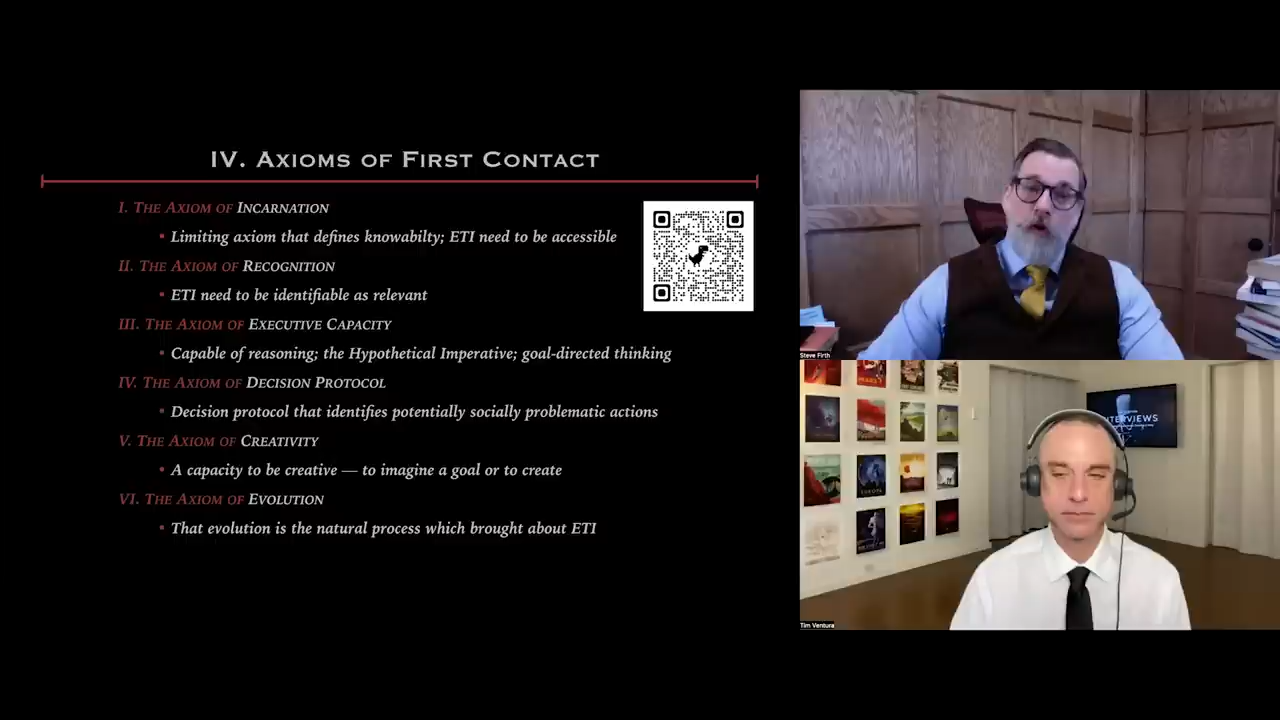 IV. AXIOMS OF FIRST CONTACT
I. THE AXIOM OF INCARNATION
▪ Limiting axiom that defines knowabilty; ETI need to be accessible
II. THE AXIOM OF RECOGNITION
▪ ETI need to be identifiable as relevant
III. THE AXIOM OF EXECUTIVE CAPACITY
▪ Capable of reasoning; the Hypothetical Imperative; goal-directed thinking
IV. THE AXIOM OF DECISION PROTOCOL
▪ Decision protocol that identifies potentially socially problematic actions
V. THE AXIOM OF CREATIVITY
▪ A capacity to be creative — to imagine a goal or to create
VI. THE AXIOM OF EVOLUTION
▪ That evolution is the natural process which brought about ETI
Steve Firth
Tim Ventura